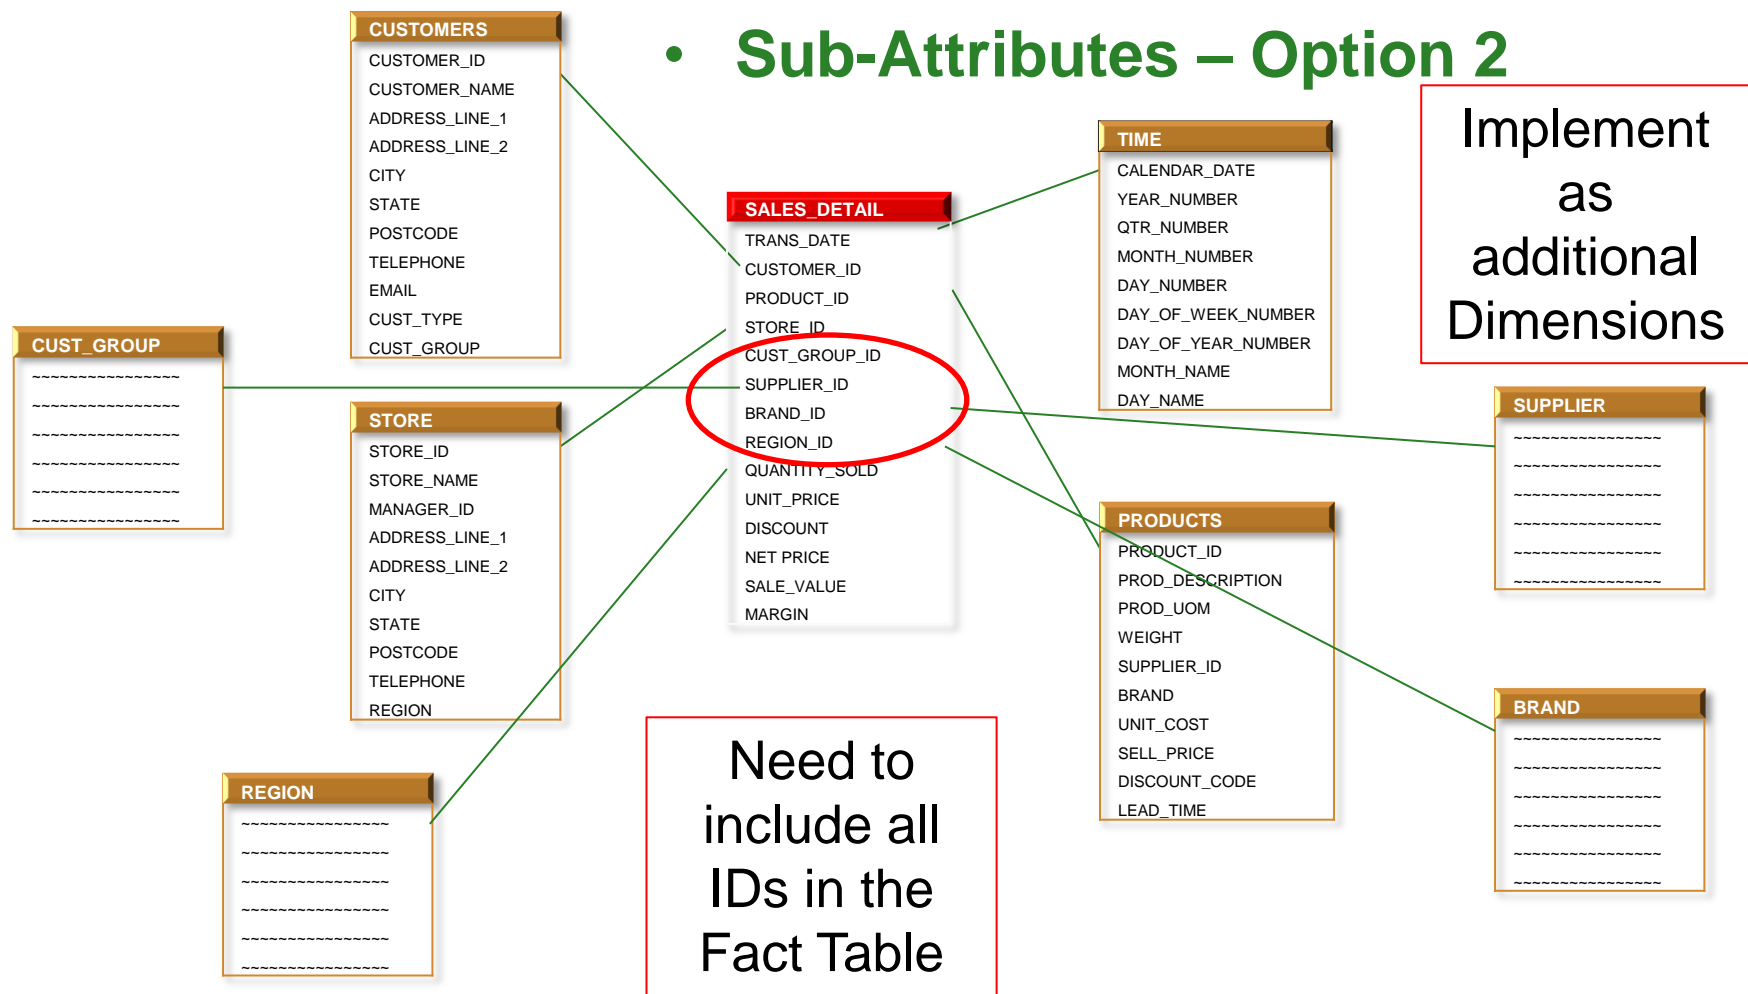 • Sub-Attributes – Option 2
CUSTOMERS
CUSTOMER_ID
CUSTOMER_NAME
ADDRESS_LINE_1
ADDRESS_LINE_2
CITY
STATE
POSTCODE
TELEPHONE
EMAIL
CUST_TYPE
CUST_GROUP
CUST_GROUP
~~~~~~~~~~~~~~~~
~~~~~~~~~~~~~~~~
~~~~~~~~~~~~~~~~
~~~~~~~~~~~~~~~~
~~~~~~~~~~~~~~~~
~~~~~~~~~~~~~~~~
STORE
STORE_ID
STORE_NAME
MANAGER_ID
ADDRESS_LINE_1
ADDRESS_LINE_2
CITY
STATE
POSTCODE
TELEPHONE
REGION
REGION
~~~~~~~~~~~~~~~~
~~~~~~~~~~~~~~~~
~~~~~~~~~~~~~~~~
~~~~~~~~~~~~~~~~
~~~~~~~~~~~~~~~~
~~~~~~~~~~~~~~~~
SALES_DETAIL
TRANS_DATE
CUSTOMER_ID
PRODUCT_ID
STORE_ID
CUST_GROUP_ID
SUPPLIER_ID
BRAND_ID
REGION_ID
QUANTITY_SOLD
UNIT_PRICE
DISCOUNT
NET PRICE
SALE_VALUE
MARGIN
Need to
include all
IDs in the
Fact Table
TIME
CALENDAR_DATE
YEAR_NUMBER
QTR_NUMBER
MONTH_NUMBER
DAY_NUMBER
DAY_OF_WEEK_NUMBER
DAY_OF_YEAR_NUMBER
MONTH_NAME
DAY_NAME
PRODUCTS
PRODUCT_ID
PROD_DESCRIPTION
PROD_UOM
WEIGHT
SUPPLIER_ID
BRAND
UNIT_COST
SELL_PRICE
DISCOUNT_CODE
LEAD_TIME
Implement
as
additional
Dimensions
SUPPLIER
~~~~~~~~~~~~~~~~
~~~~~~~~~~~~~~~~
~~~~~~~~~~~~~~~~
~~~~~~~~~~~~~~~~
~~~~~~~~~~~~~~~~
~~~~~~~~~~~~~~~~
BRAND
~~~~~~~~~~~~~~~~
~~~~~~~~~~~~~~~~
~~~~~~~~~~~~~~~~
~~~~~~~~~~~~~~~~
~~~~~~~~~~~~~~~~
~~~~~~~~~~~~~~~~